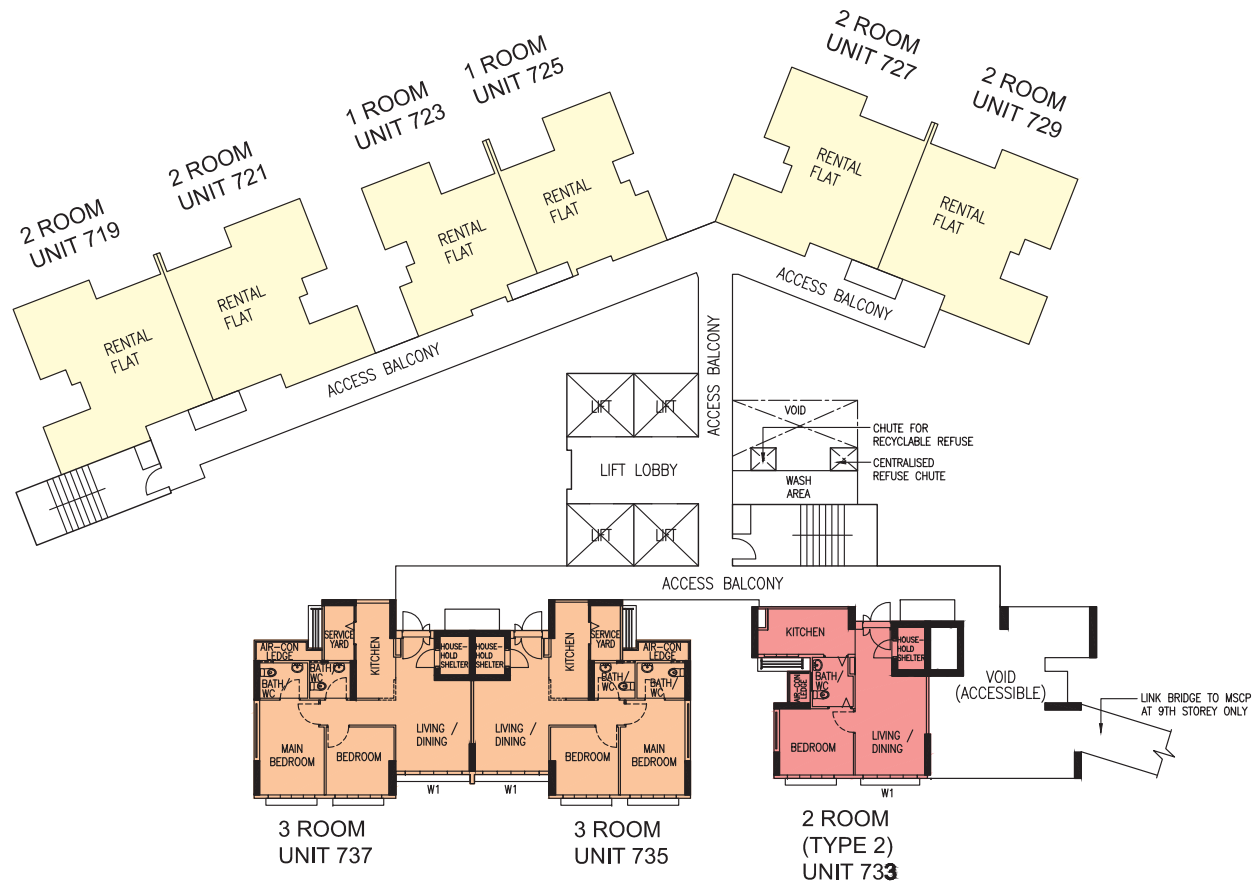 2 ROOM
UNIT 719
2 ROOM
UNIT 721
1 ROOM
UNIT 723
1 ROOM
UNIT 725
2 ROOM
UNIT 727
2 ROOM
UNIT 729
RENTAL
FLAT
RENTAL
FLAT
RENTAL
FLAT
RENTAL
FLAT
RENTAL
FLAT
RENTAL
FLAT
ACCESS BALCONY
ACCESS BALCONY
ACCESS BALCONY
LIFT
LIFT
LIFT LOBBY
LIFT
LIFT
VOID
CHUTE FOR
RECYCLABLE REFUSE
CENTRALISED
REFUSE CHUTE
WASH
AREA
ACCESS BALCONY
AIR-CON
LEDGE
SERVICE
YARD
KITCHEN
HOUSE-
HOLD
SHELTER
HOUSE-
HOLD
SHELTER
KITCHEN
SERVICE
YARD
AIR-CON
LEDGE
BATH/
WC
BATH/
WC
BATH/
WC
BATH/
WC
MAIN
BEDROOM
BEDROOM
LIVING /
DINING
LIVING /
DINING
BEDROOM
MAIN
BEDROOM
W1
W1
KITCHEN
HOUSE-
HOLD
SHELTER
BATH/
WC
AIR-CON
LEDGE
BEDROOM
LIVING /
DINING
W1
VOID
(ACCESSIBLE)
LINK BRIDGE TO MSCP
AT 9TH STOREY ONLY
3 ROOM
UNIT 737
3 ROOM
UNIT 735
2 ROOM
(TYPE 2)
UNIT 733